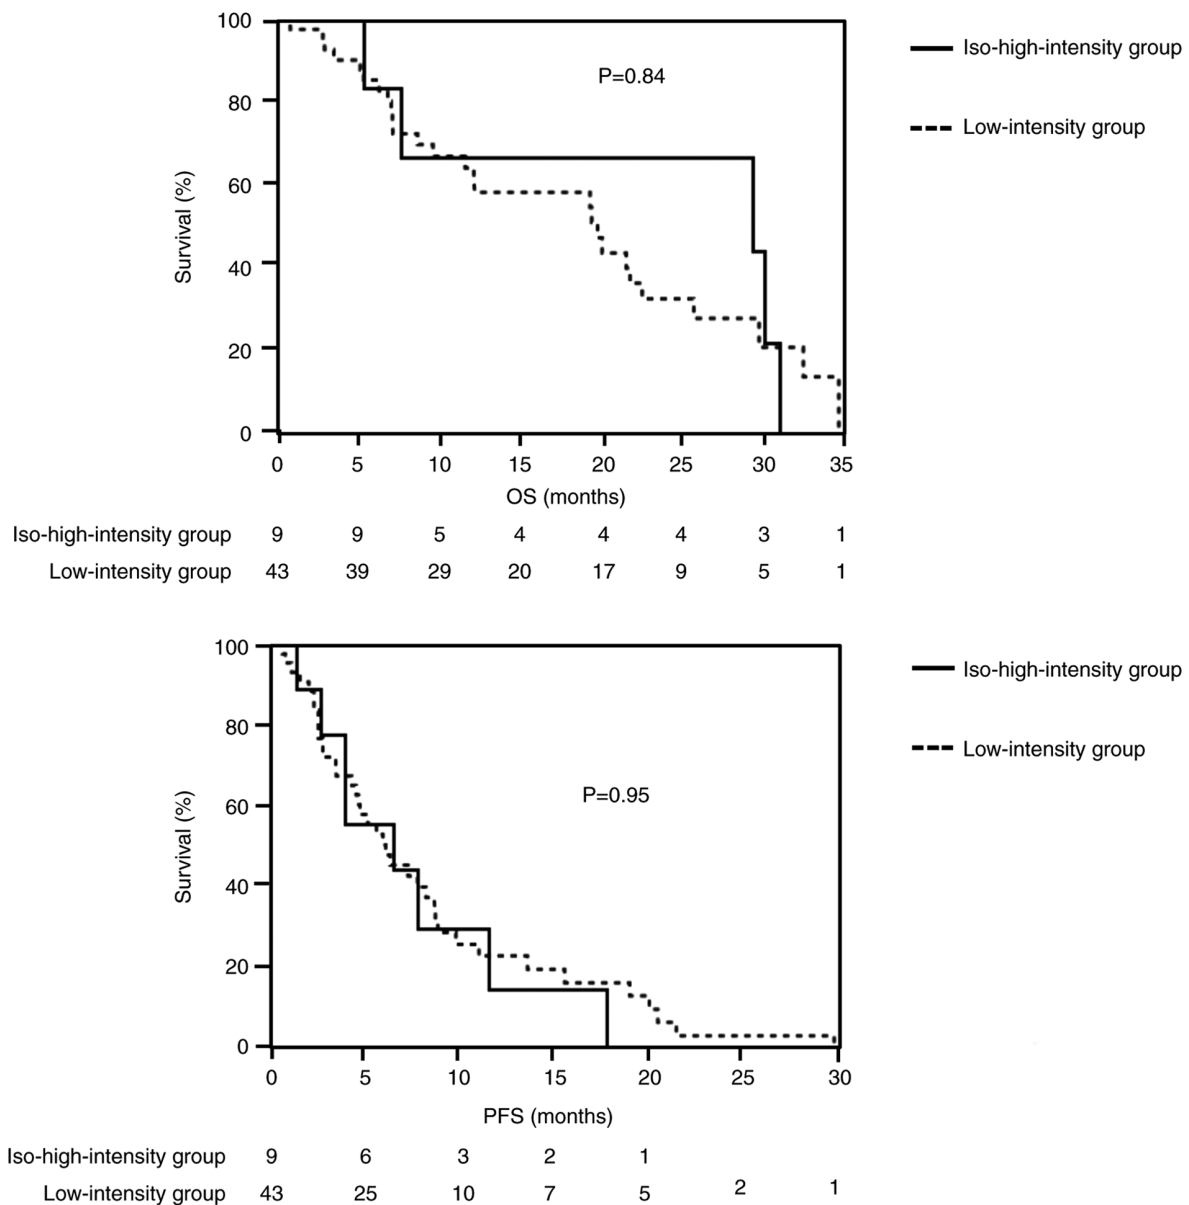 100
80
60
40
20
0
Survival (%)
P=0.84
Iso-high-intensity group
Low-intensity group
0 5 10 15 20 25 30 35
OS (months)
Iso-high-intensity group 9 9 5 4 4 4 3 1
Low-intensity group 43 39 29 20 17 9 5 1
100
80
60
40
20
0
Survival (%)
P=0.95
Iso-high-intensity group
Low-intensity group
0 5 10 15 20 25 30
PFS (months)
Iso-high-intensity group 9 6 3 2 1
Low-intensity group 43 25 10 7 5 2 1